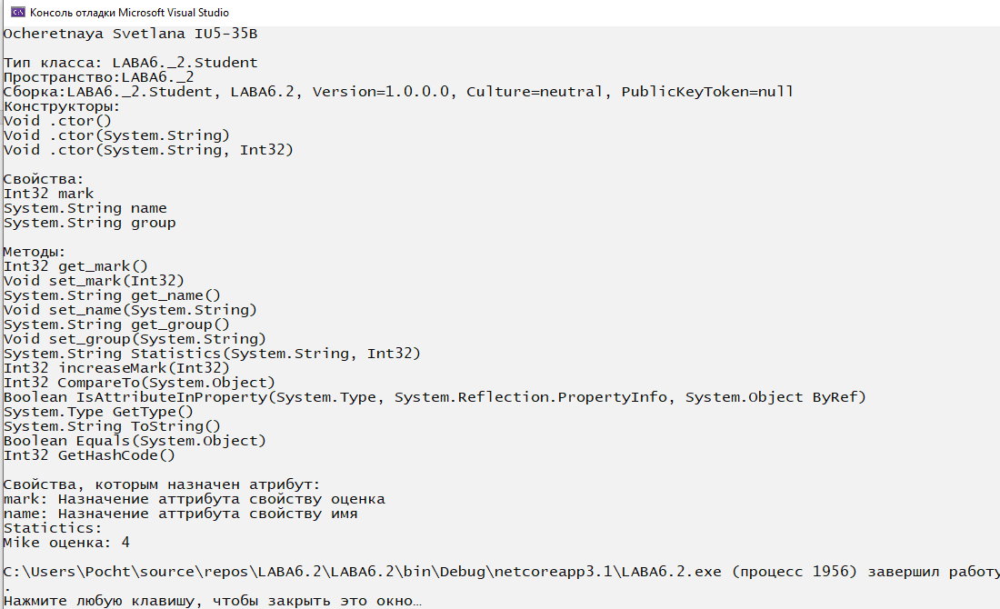 Консоль отладки Microsoft Visual Studio
Ocheretnaya Svetlana IU5-35B
Тип класса: LABA6._2.Student
Пространство:LABA6._2
Сборка:LABA6._2.Student, LABA6.2, Version=1.0.0.0, Culture=neutral, PublicKeyToken=null
Конструкторы:
Void .ctor()
Void .ctor(System.String)
Void .ctor(System.String, Int32)
Свойства:
Int32 mark
System.String name
System.String group
Методы:
Int32 get_mark()
Void set_mark(Int32)
System.String get_name()
Void set_name(System.String)
System.String get_group()
Void set_group(System.String)
System.String Statistics(System.String, Int32)
Int32 increaseMark(Int32)
Int32 CompareTo(System.Object)
Boolean IsAttributeInProperty(System.Type, System.Reflection.PropertyInfo, System.Object ByRef)
System.Type GetType()
System.String ToString()
Boolean Equals(System.Object)
Int32 GetHashCode()
Свойства, которым назначен атрибут:
mark: Назначение аттрибута свойству оценка
name: Назначение аттрибута свойству имя
Statictics:
Mike оценка: 4
C:\Users\Pocht\source\repos\LABA6.2\LABA6.2\bin\Debug\netcoreapp3.1\LABA6.2.exe (процесс 1956) завершил работу
.
Нажмите любую клавишу, чтобы закрыть это окно…